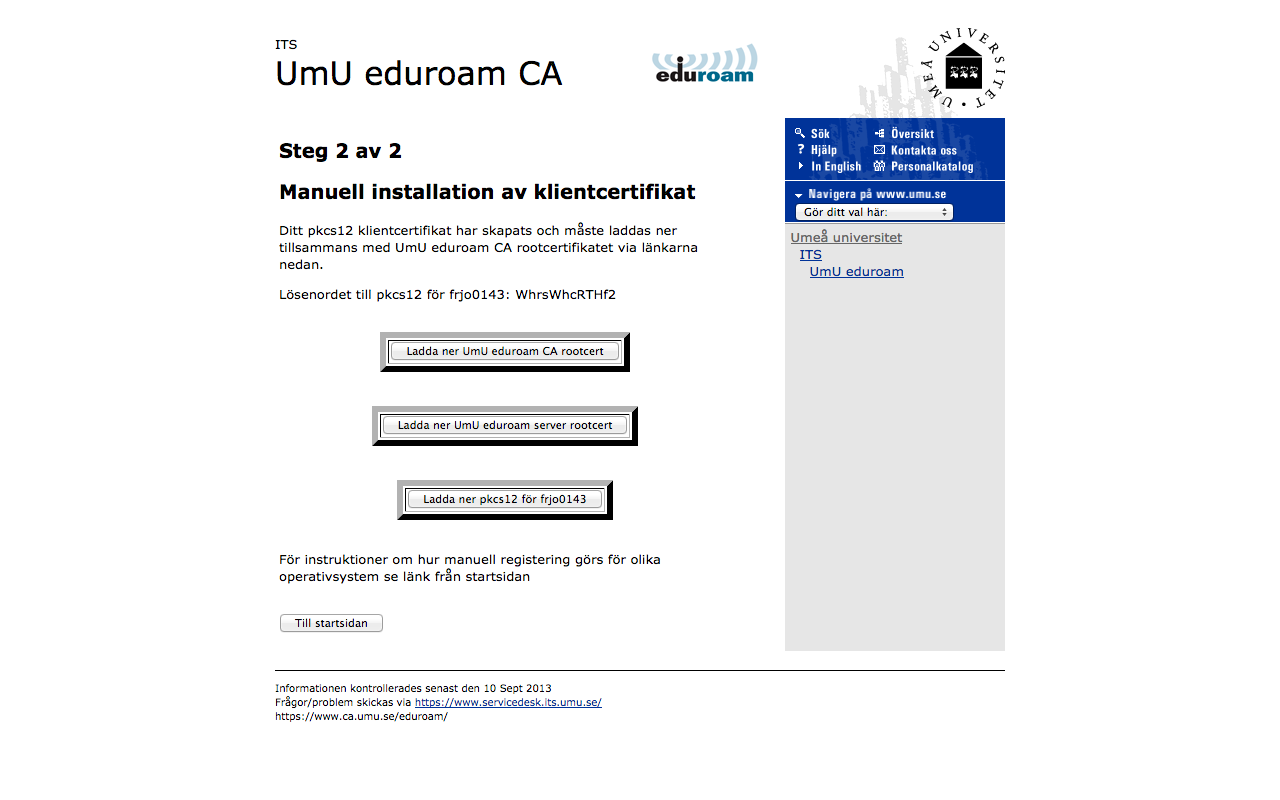 ITS
UmU eduroam CA
eduroam
UMEÅ UNIVERSITET
Sök
Översikt
Hjälp
Kontakta oss
In English
Personalkatalog
Navigera på www.umu.se
Gör ditt val här:
Umeå universitet
ITS
UmU eduroam
Steg 2 av 2
Manuell installation av klientcertifikat
Ditt pkcs12 klientcertifikat har skapats och måste laddas ner
tillsammans med UmU eduroam CA rootcertifikatet via länkarna
nedan.
Lösenordet till pkcs12 för frjo0143: WhrsWhcRTHf2
Ladda ner UmU eduroam CA rootcert
Ladda ner UmU eduroam server rootcert
Ladda ner pkcs12 för frjo0143
För instruktioner om hur manuell registering görs för olika
operativsystem se länk från startsidan
Till startsidan
Informationen kontrollerades senast den 10 Sept 2013
Frågor/problem skickas via https://www.servicedesk.its.umu.se/
https://www.ca.umu.se/eduroam/